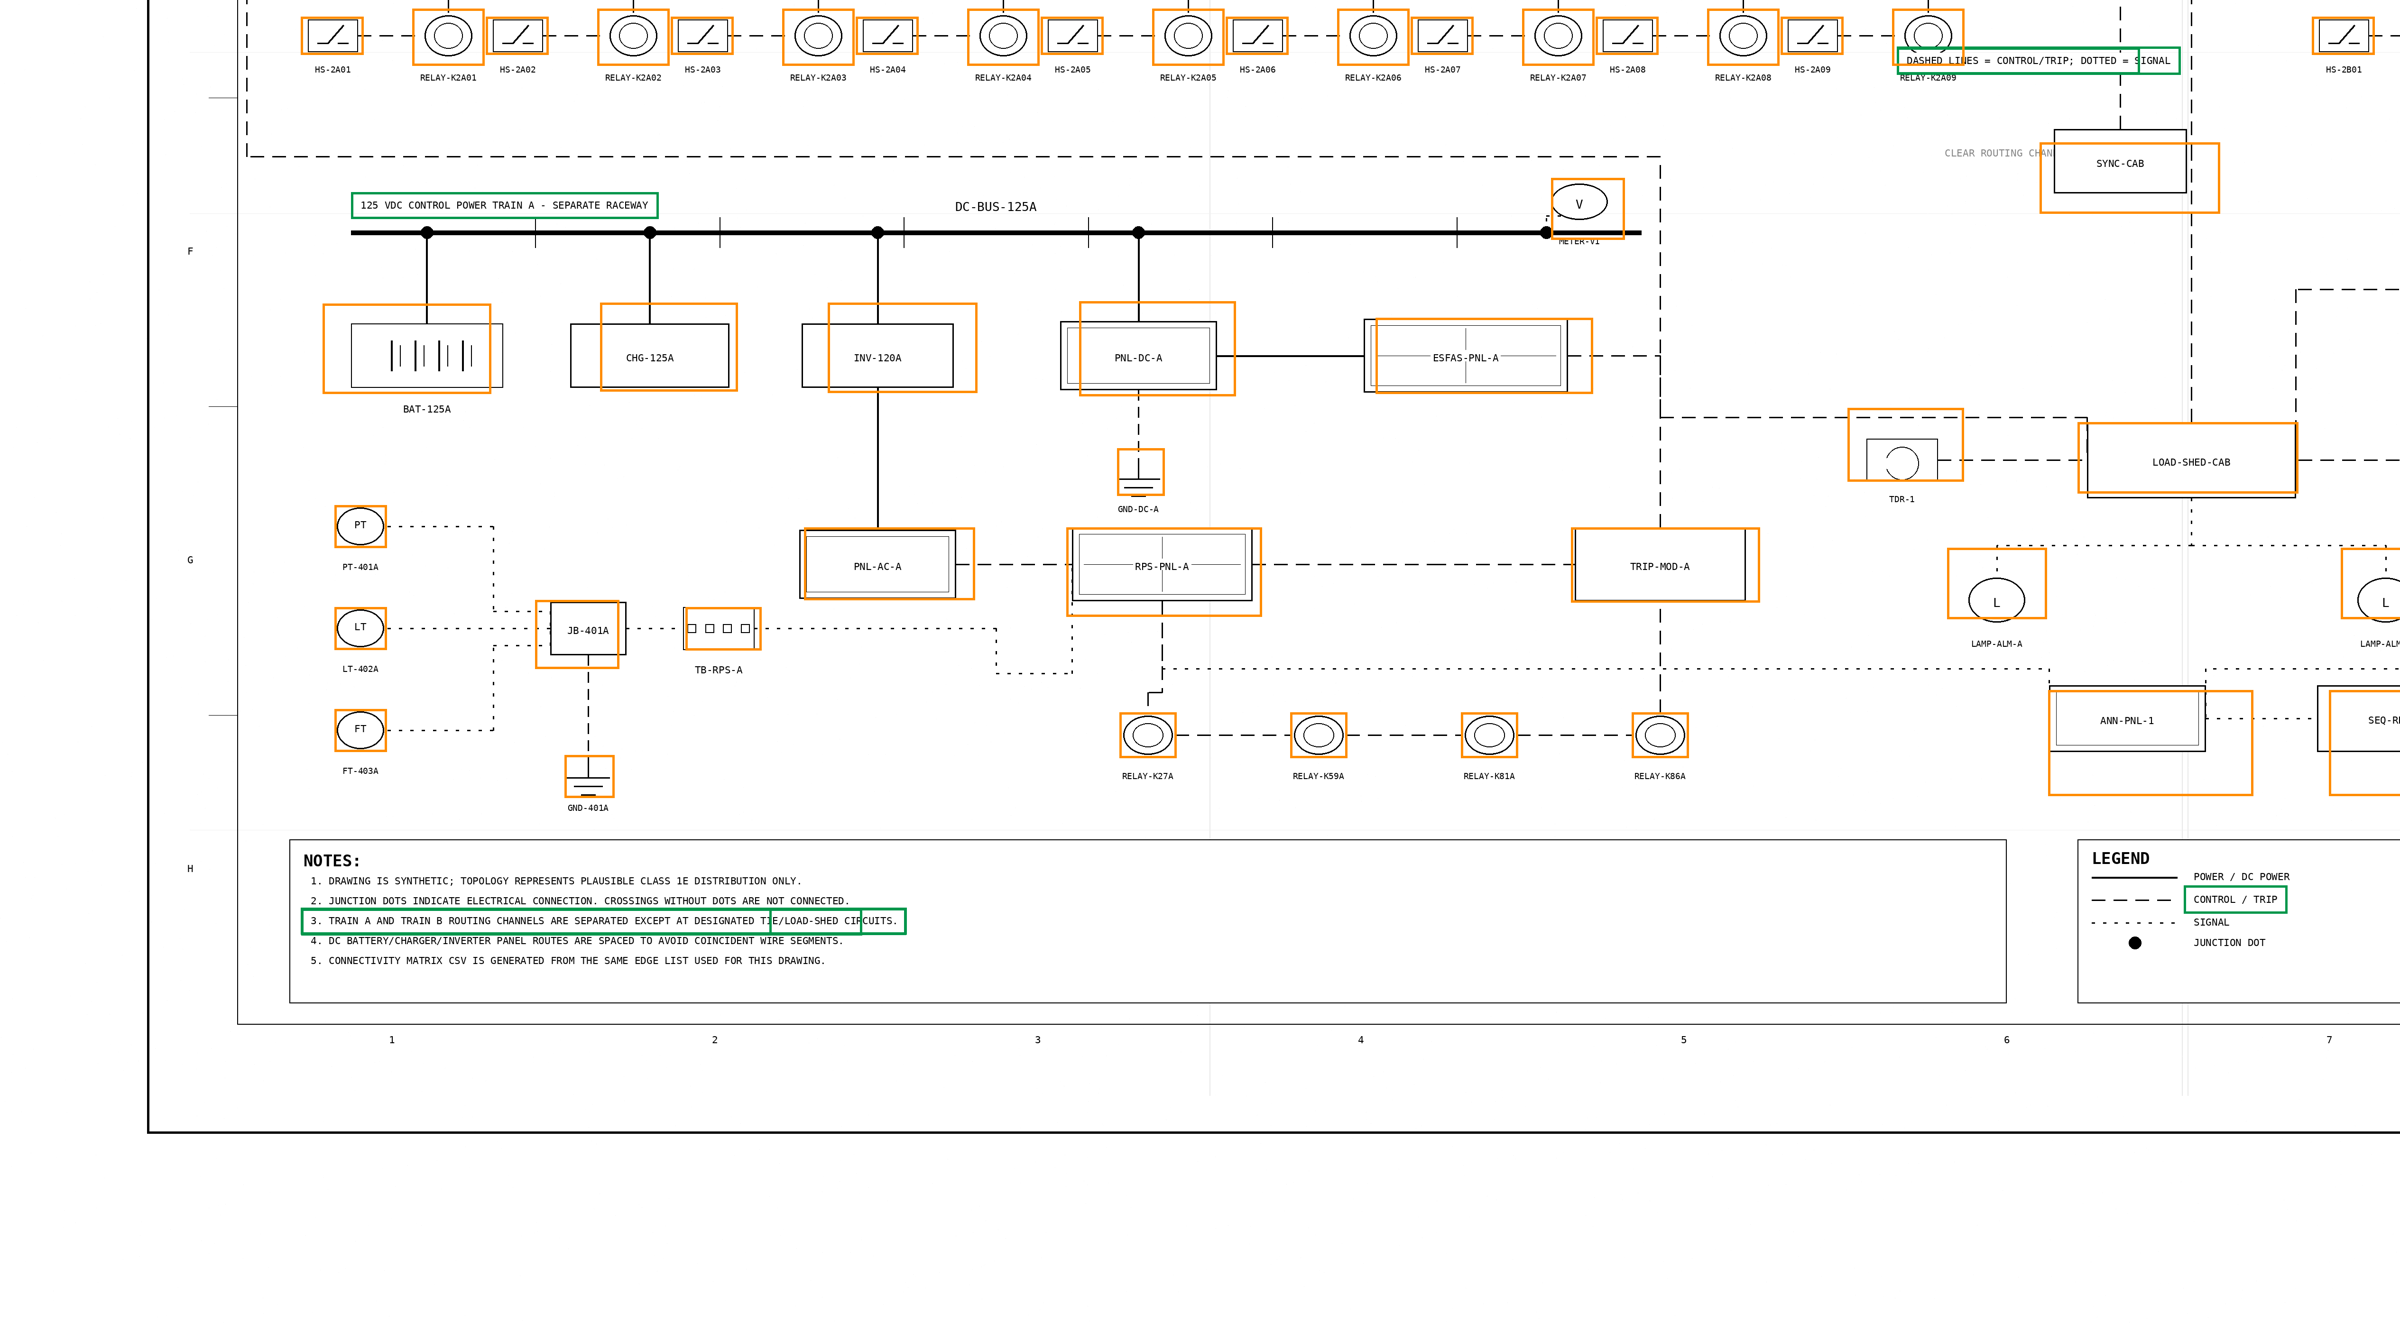 HS-2A01
RELAY-K2A01
HS-2A02
RELAY-K2A02
HS-2A03
RELAY-K2A03
HS-2A04
RELAY-K2A04
HS-2A05
RELAY-K2A05
HS-2A06
RELAY-K2A06
HS-2A07
RELAY-K2A07
HS-2A08
RELAY-K2A08
HS-2A09
RELAY-K2A09
DASHED LINES = CONTROL/TRIP; DOTTED = SIGNAL
HS-2B01
CLEAR ROUTING CHAN
SYNC-CAB
125 VDC CONTROL POWER TRAIN A - SEPARATE RACEWAY
DC-BUS-125A
V
METER-V1
F
BAT-125A
CHG-125A
INV-120A
PNL-DC-A
ESFAS-PNL-A
GND-DC-A
TDR-1
LOAD-SHED-CAB
PT
PT-401A
G
PNL-AC-A
RPS-PNL-A
TRIP-MOD-A
L
LAMP-ALM-A
L
LAMP-ALM
LT
LT-402A
JB-401A
TB-RPS-A
FT
FT-403A
GND-401A
RELAY-K27A
RELAY-K59A
RELAY-K81A
RELAY-K86A
ANN-PNL-1
SEQ-R
H
NOTES:
1. DRAWING IS SYNTHETIC; TOPOLOGY REPRESENTS PLAUSIBLE CLASS 1E DISTRIBUTION ONLY.
2. JUNCTION DOTS INDICATE ELECTRICAL CONNECTION. CROSSINGS WITHOUT DOTS ARE NOT CONNECTED.
3. TRAIN A AND TRAIN B ROUTING CHANNELS ARE SEPARATED EXCEPT AT DESIGNATED TIE/LOAD-SHED CIRCUITS.
4. DC BATTERY/CHARGER/INVERTER PANEL ROUTES ARE SPACED TO AVOID COINCIDENT WIRE SEGMENTS.
5. CONNECTIVITY MATRIX CSV IS GENERATED FROM THE SAME EDGE LIST USED FOR THIS DRAWING.
LEGEND
POWER / DC POWER
CONTROL / TRIP
SIGNAL
JUNCTION DOT
1
2
3
4
5
6
7